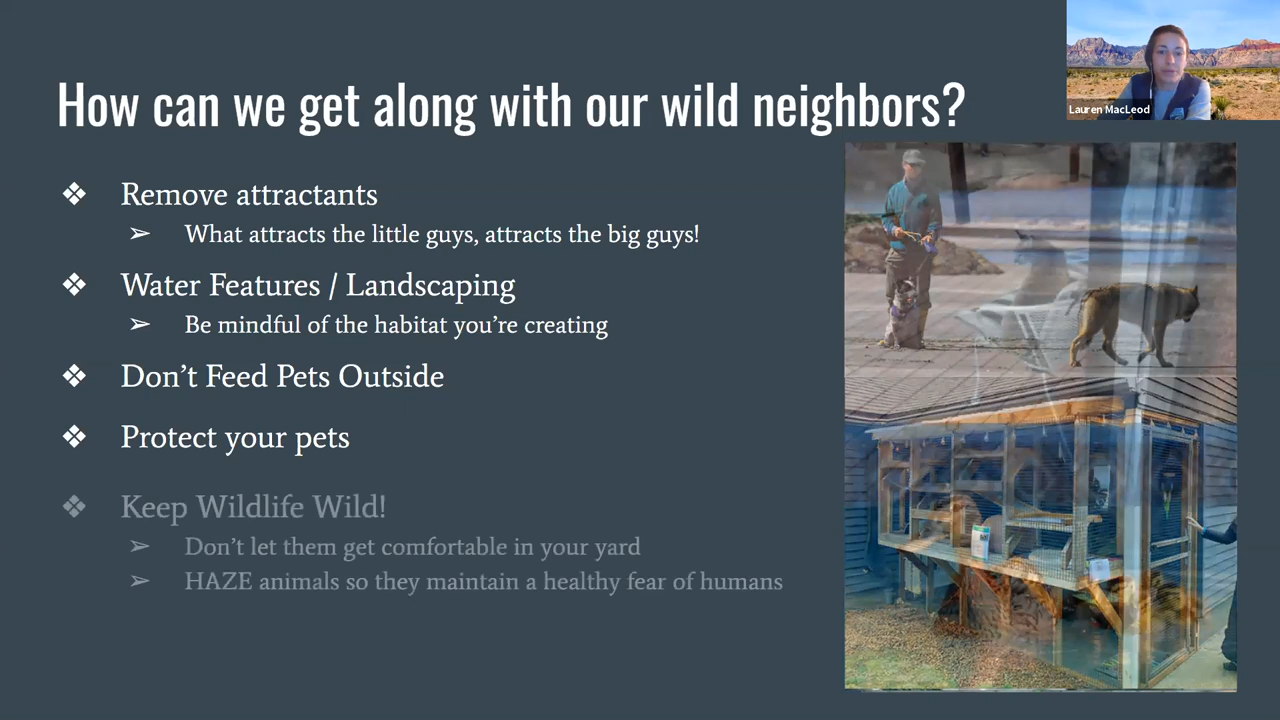 How can we get along with our wild neighbors?
Lauren MacLeod
❖ Remove attractants
➢ What attracts the little guys, attracts the big guys!
❖ Water Features / Landscaping
➢ Be mindful of the habitat you’re creating
❖ Don’t Feed Pets Outside
❖ Protect your pets
❖ Keep Wildlife Wild!
➢ Don’t let them get comfortable in your yard
➢ HAZE animals so they maintain a healthy fear of humans